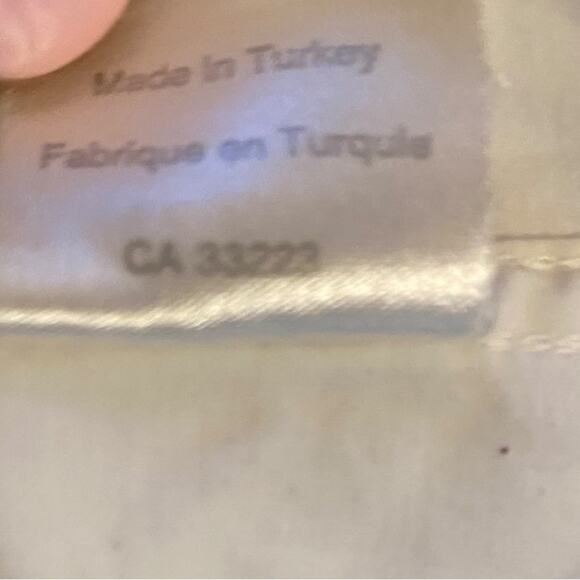 Made in Turkey
Fabrique en Turquie
CA 33223